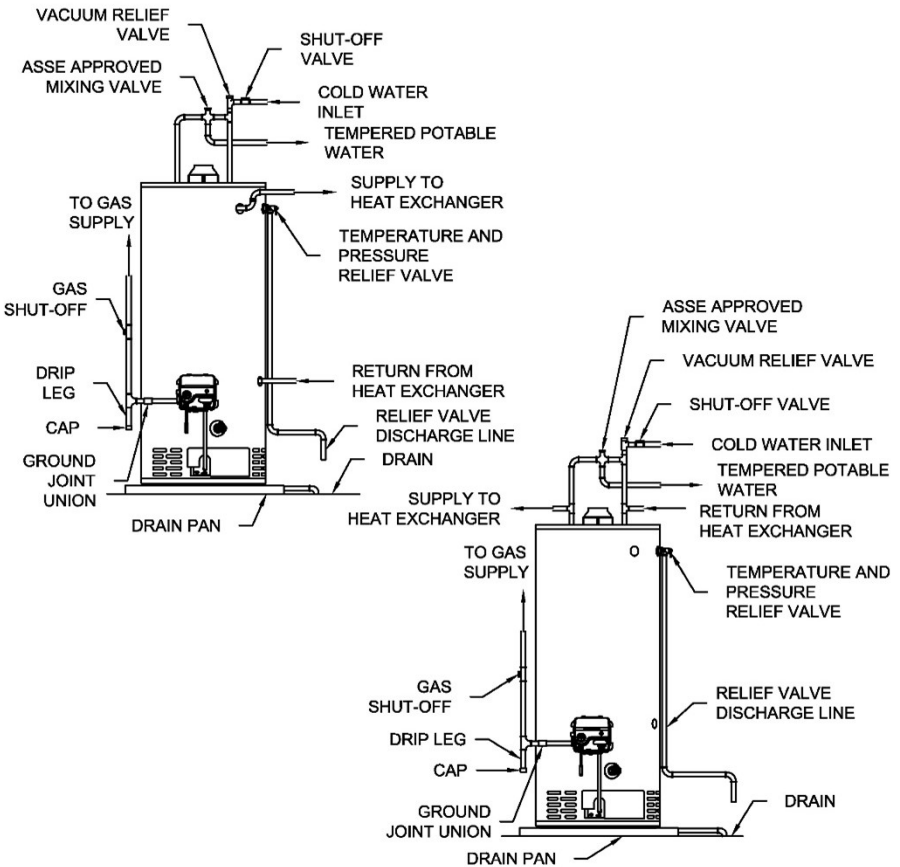 VACUUM RELIEF
VALVE
SHUT-OFF
VALVE
ASSE APPROVED
MIXING VALVE
COLD WATER
INLET
TEMPERED POTABLE
WATER
SUPPLY TO
HEAT EXCHANGER
TO GAS
SUPPLY
TEMPERATURE AND
PRESSURE
RELIEF VALVE
GAS
SHUT-OFF
DRIP
LEG
RETURN FROM
HEAT EXCHANGER
CAP
RELIEF VALVE
DISCHARGE LINE
GROUND
JOINT
UNION
DRAIN
DRAIN PAN
ASSE APPROVED
MIXING VALVE
VACUUM RELIEF VALVE
SHUT-OFF VALVE
COLD WATER INLET
TEMPERED POTABLE
WATER
SUPPLY TO
HEAT EXCHANGER
RETURN FROM
HEAT EXCHANGER
TO GAS
SUPPLY
TEMPERATURE AND
PRESSURE
RELIEF VALVE
GAS
SHUT-OFF
RELIEF VALVE
DISCHARGE LINE
DRIP LEG
CAP
GROUND
JOINT UNION
DRAIN
DRAIN PAN